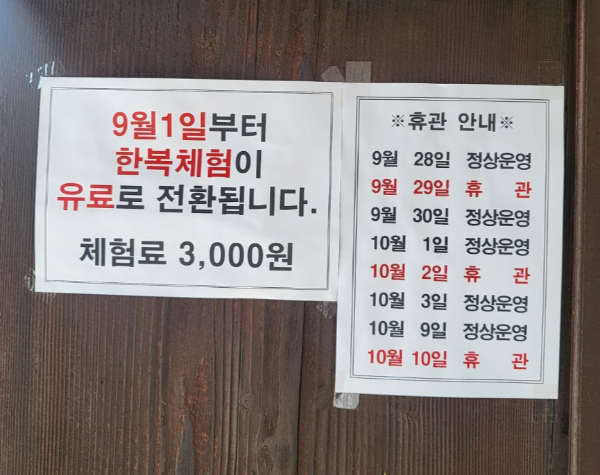 9월1일부터
한복체험이
유료로 전환됩니다.
체험료 3,000원
※휴관 안내※
9월 28일 정상운영
9월 29일 휴 관
9월 30일 정상운영
10월 1일 정상운영
10월 2일 휴 관
10월 3일 정상운영
10월 9일 정상운영
10월 10일 휴 관